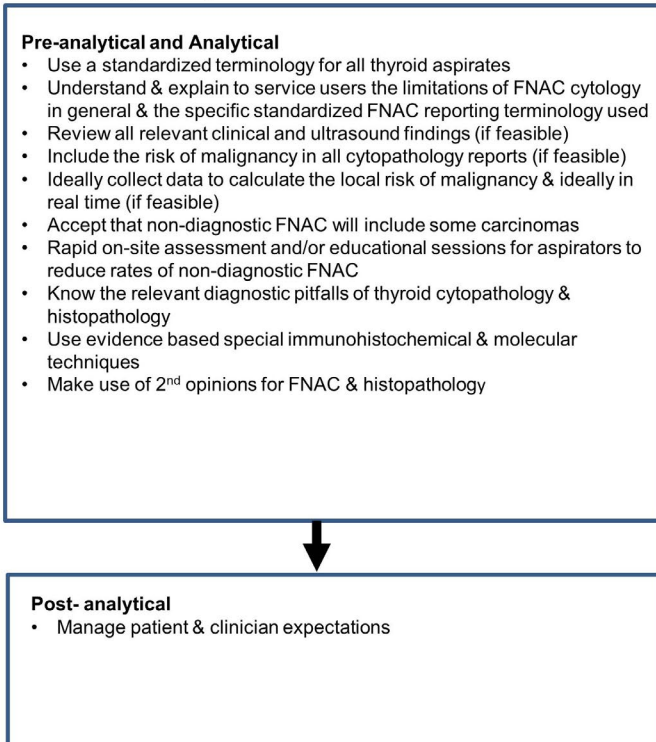 Pre-analytical and Analytical
• Use a standardized terminology for all thyroid aspirates
• Understand & explain to service users the limitations of FNAC cytology
in general & the specific standardized FNAC reporting terminology used
• Review all relevant clinical and ultrasound findings (if feasible)
• Include the risk of malignancy in all cytopathology reports (if feasible)
• Ideally collect data to calculate the local risk of malignancy & ideally in
real time (if feasible)
• Accept that non-diagnostic FNAC will include some carcinomas
• Rapid on-site assessment and/or educational sessions for aspirators to
reduce rates of non-diagnostic FNAC
• Know the relevant diagnostic pitfalls of thyroid cytopathology &
histopathology
• Use evidence based special immunohistochemical & molecular
techniques
• Make use of 2nd opinions for FNAC & histopathology
Post- analytical
• Manage patient & clinician expectations